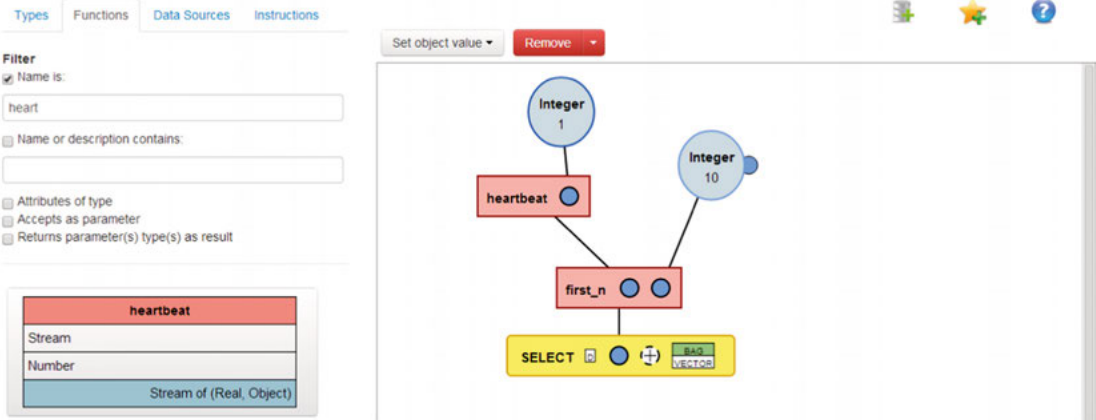 Types Functions Data Sources Instructions
?
Set object value Remove
Filter
Name is:
heart
Name or description contains:
Attributes of type
Accepts as parameter
Returns parameter(s) type(s) as result
heartbeat
Stream
Number
Stream of (Real, Object)
Integer
1
Integer
10
heartbeat
first_n
SELECT D BAG
VECTOR